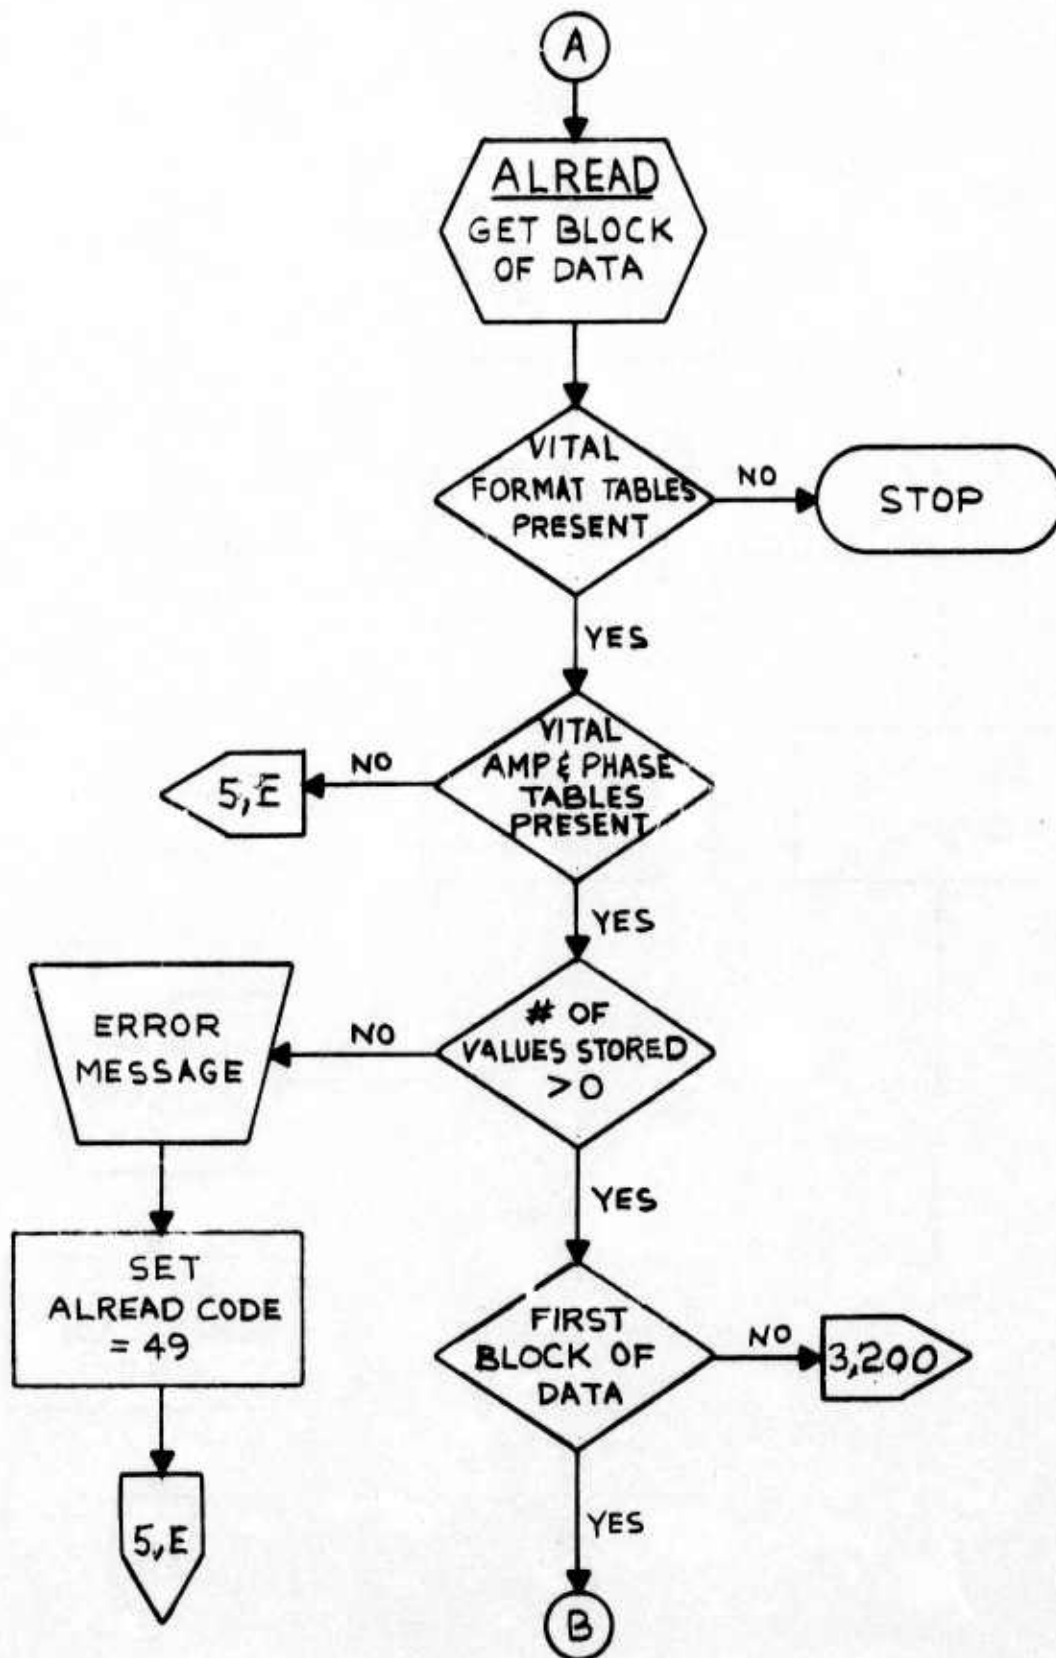 A
ALREAD
GET BLOCK
OF DATA
VITAL
FORMAT TABLES
PRESENT
NO
STOP
YES
VITAL
AMP & PHASE
TABLES
PRESENT
NO
5,E
YES
# OF
VALUES STORED
>0
NO
ERROR
MESSAGE
SET
ALREAD CODE
= 49
5,E
YES
FIRST
BLOCK OF
DATA
NO
3,200
YES
B